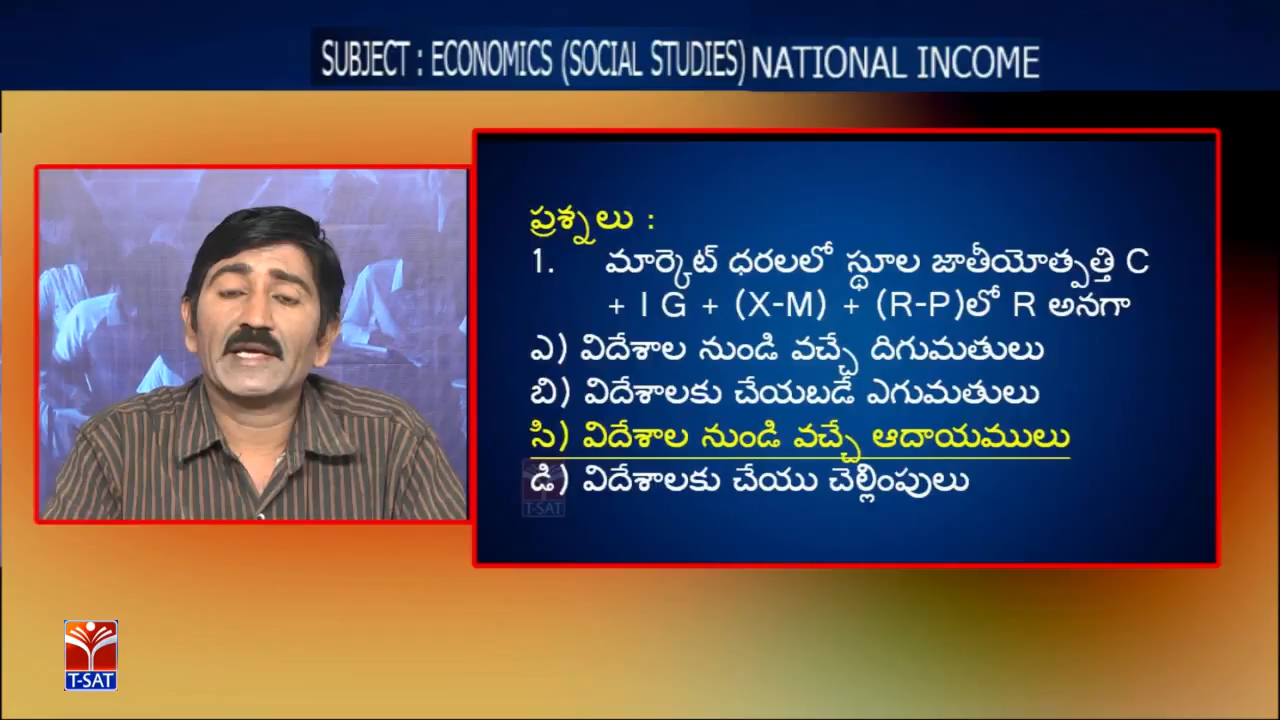 SUBJECT : ECONOMICS (SOCIAL STUDIES) NATIONAL INCOME
ప్రశ్నలు :
1. మార్కెట్ ధరలలో స్థూల జాతీయోత్పత్తి C
+ I G + (X-M) + (R-P)లో R అనగా
ఎ) విదేశాల నుండి వచ్చే దిగుమతులు
బి) విదేశాలకు చేయబడే ఎగుమతులు
సి) విదేశాల నుండి వచ్చే ఆదాయములు
డి) విదేశాలకు చేయు చెల్లింపులు
T-SAT
T-SAT